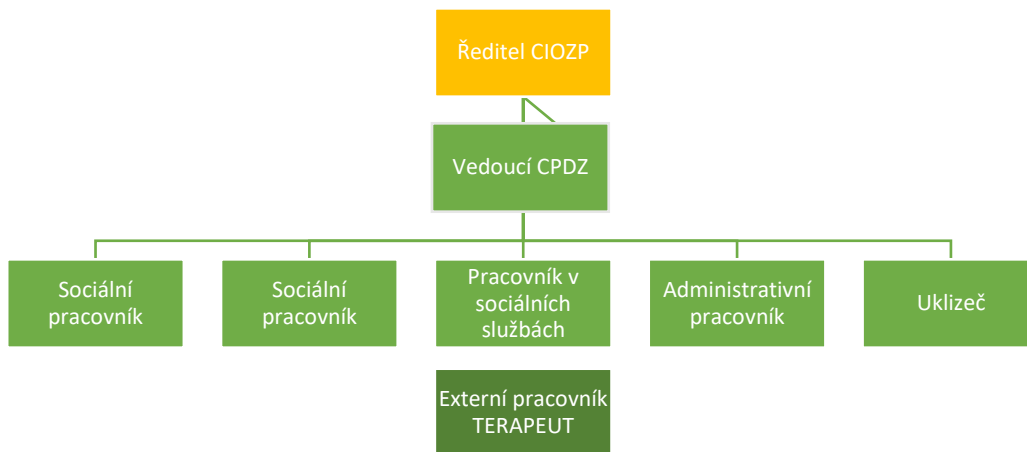 Ředitel CIOZP
Vedoucí CPDZ
Sociální
pracovník
Sociální
pracovník
Pracovník v
sociálních
službách
Administrativní
pracovník
Uklizeč
Externí pracovník
TERAPEUT